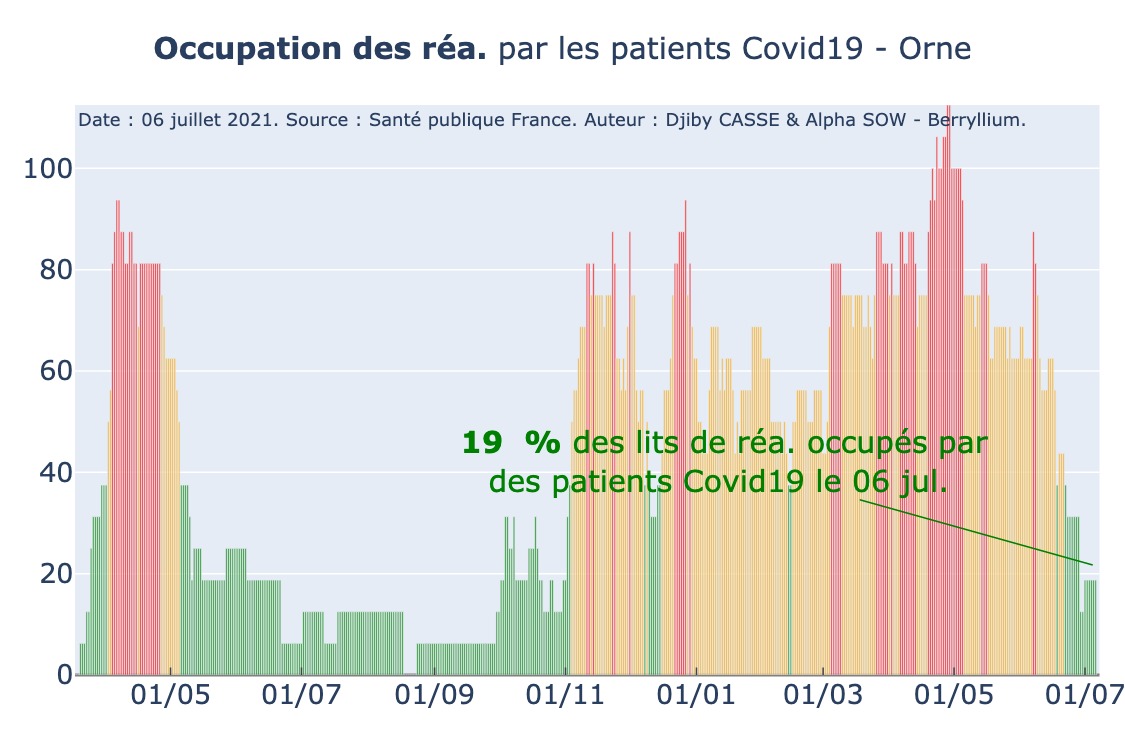 Occupation des réa. par les patients Covid19 - Orne
Date : 06 juillet 2021. Source : Santé publique France. Auteur : Djiby CASSE & Alpha SOW - Berryllium.
100
80
60
19 % des lits de réa. occupés par
des patients Covid19 le 06 jul.
40
20
0
01/05 01/07 01/09 01/11 01/01 01/03 01/05 01/07